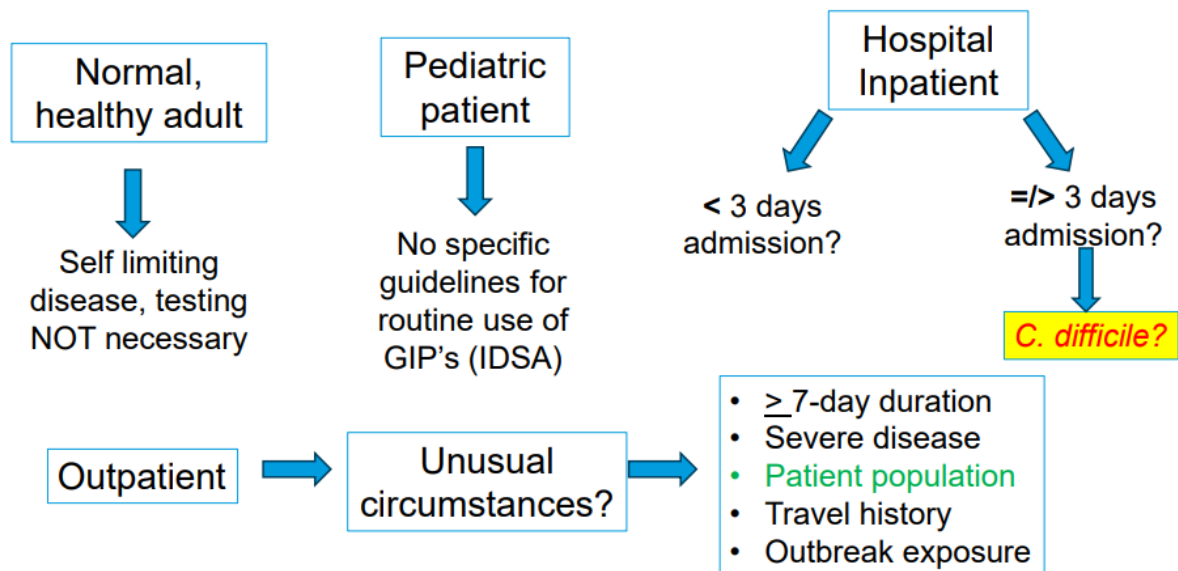 Normal,
healthy adult
Self limiting
disease, testing
NOT necessary
Pediatric
patient
No specific
guidelines for
routine use of
GIP's (IDSA)
Hospital
Inpatient
< 3 days
admission?
=/> 3 days
admission?
C. difficile?
Outpatient
Unusual
circumstances?
• > 7-day duration
• Severe disease
• Patient population
• Travel history
• Outbreak exposure